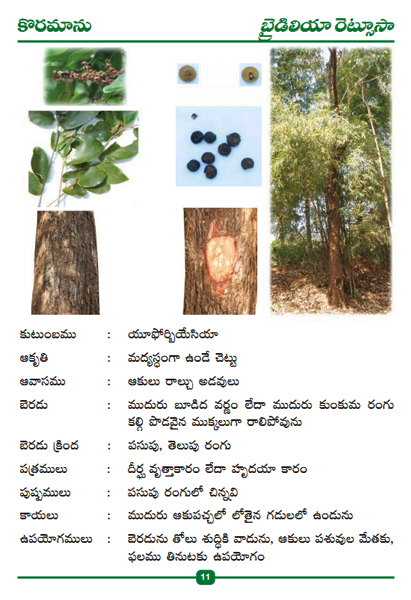 కొరమాను
బ్రైడెలియా రెట్యూసా
కుటుంబము : యూఫోర్బియేసియా
ఆకృతి : మద్యస్థంగా ఉండే చెట్టు
ఆవాసము : ఆకులు రాల్చు అడవులు
బెరడు : ముదురు బూడిద వర్ణం లేదా ముదురు కుంకుమ రంగు
కల్గి పొడవైన ముక్కలుగా రాలిపోవును
బెరడు క్రింద : పసుపు, తెలుపు రంగు
పత్రములు : దీర్ఘ వృత్తాకారం లేదా హృదయా కారం
పుష్పములు : పసుపు రంగులో చిన్నవి
కాయలు : ముదురు ఆకుపచ్చలో లోతైన గదులలో ఉండును
ఉపయోగములు : బెరడును తోలు శుద్ధికి వాడును, ఆకులు పశువుల మేతకు,
ఫలము తినుటకు ఉపయోగం
11